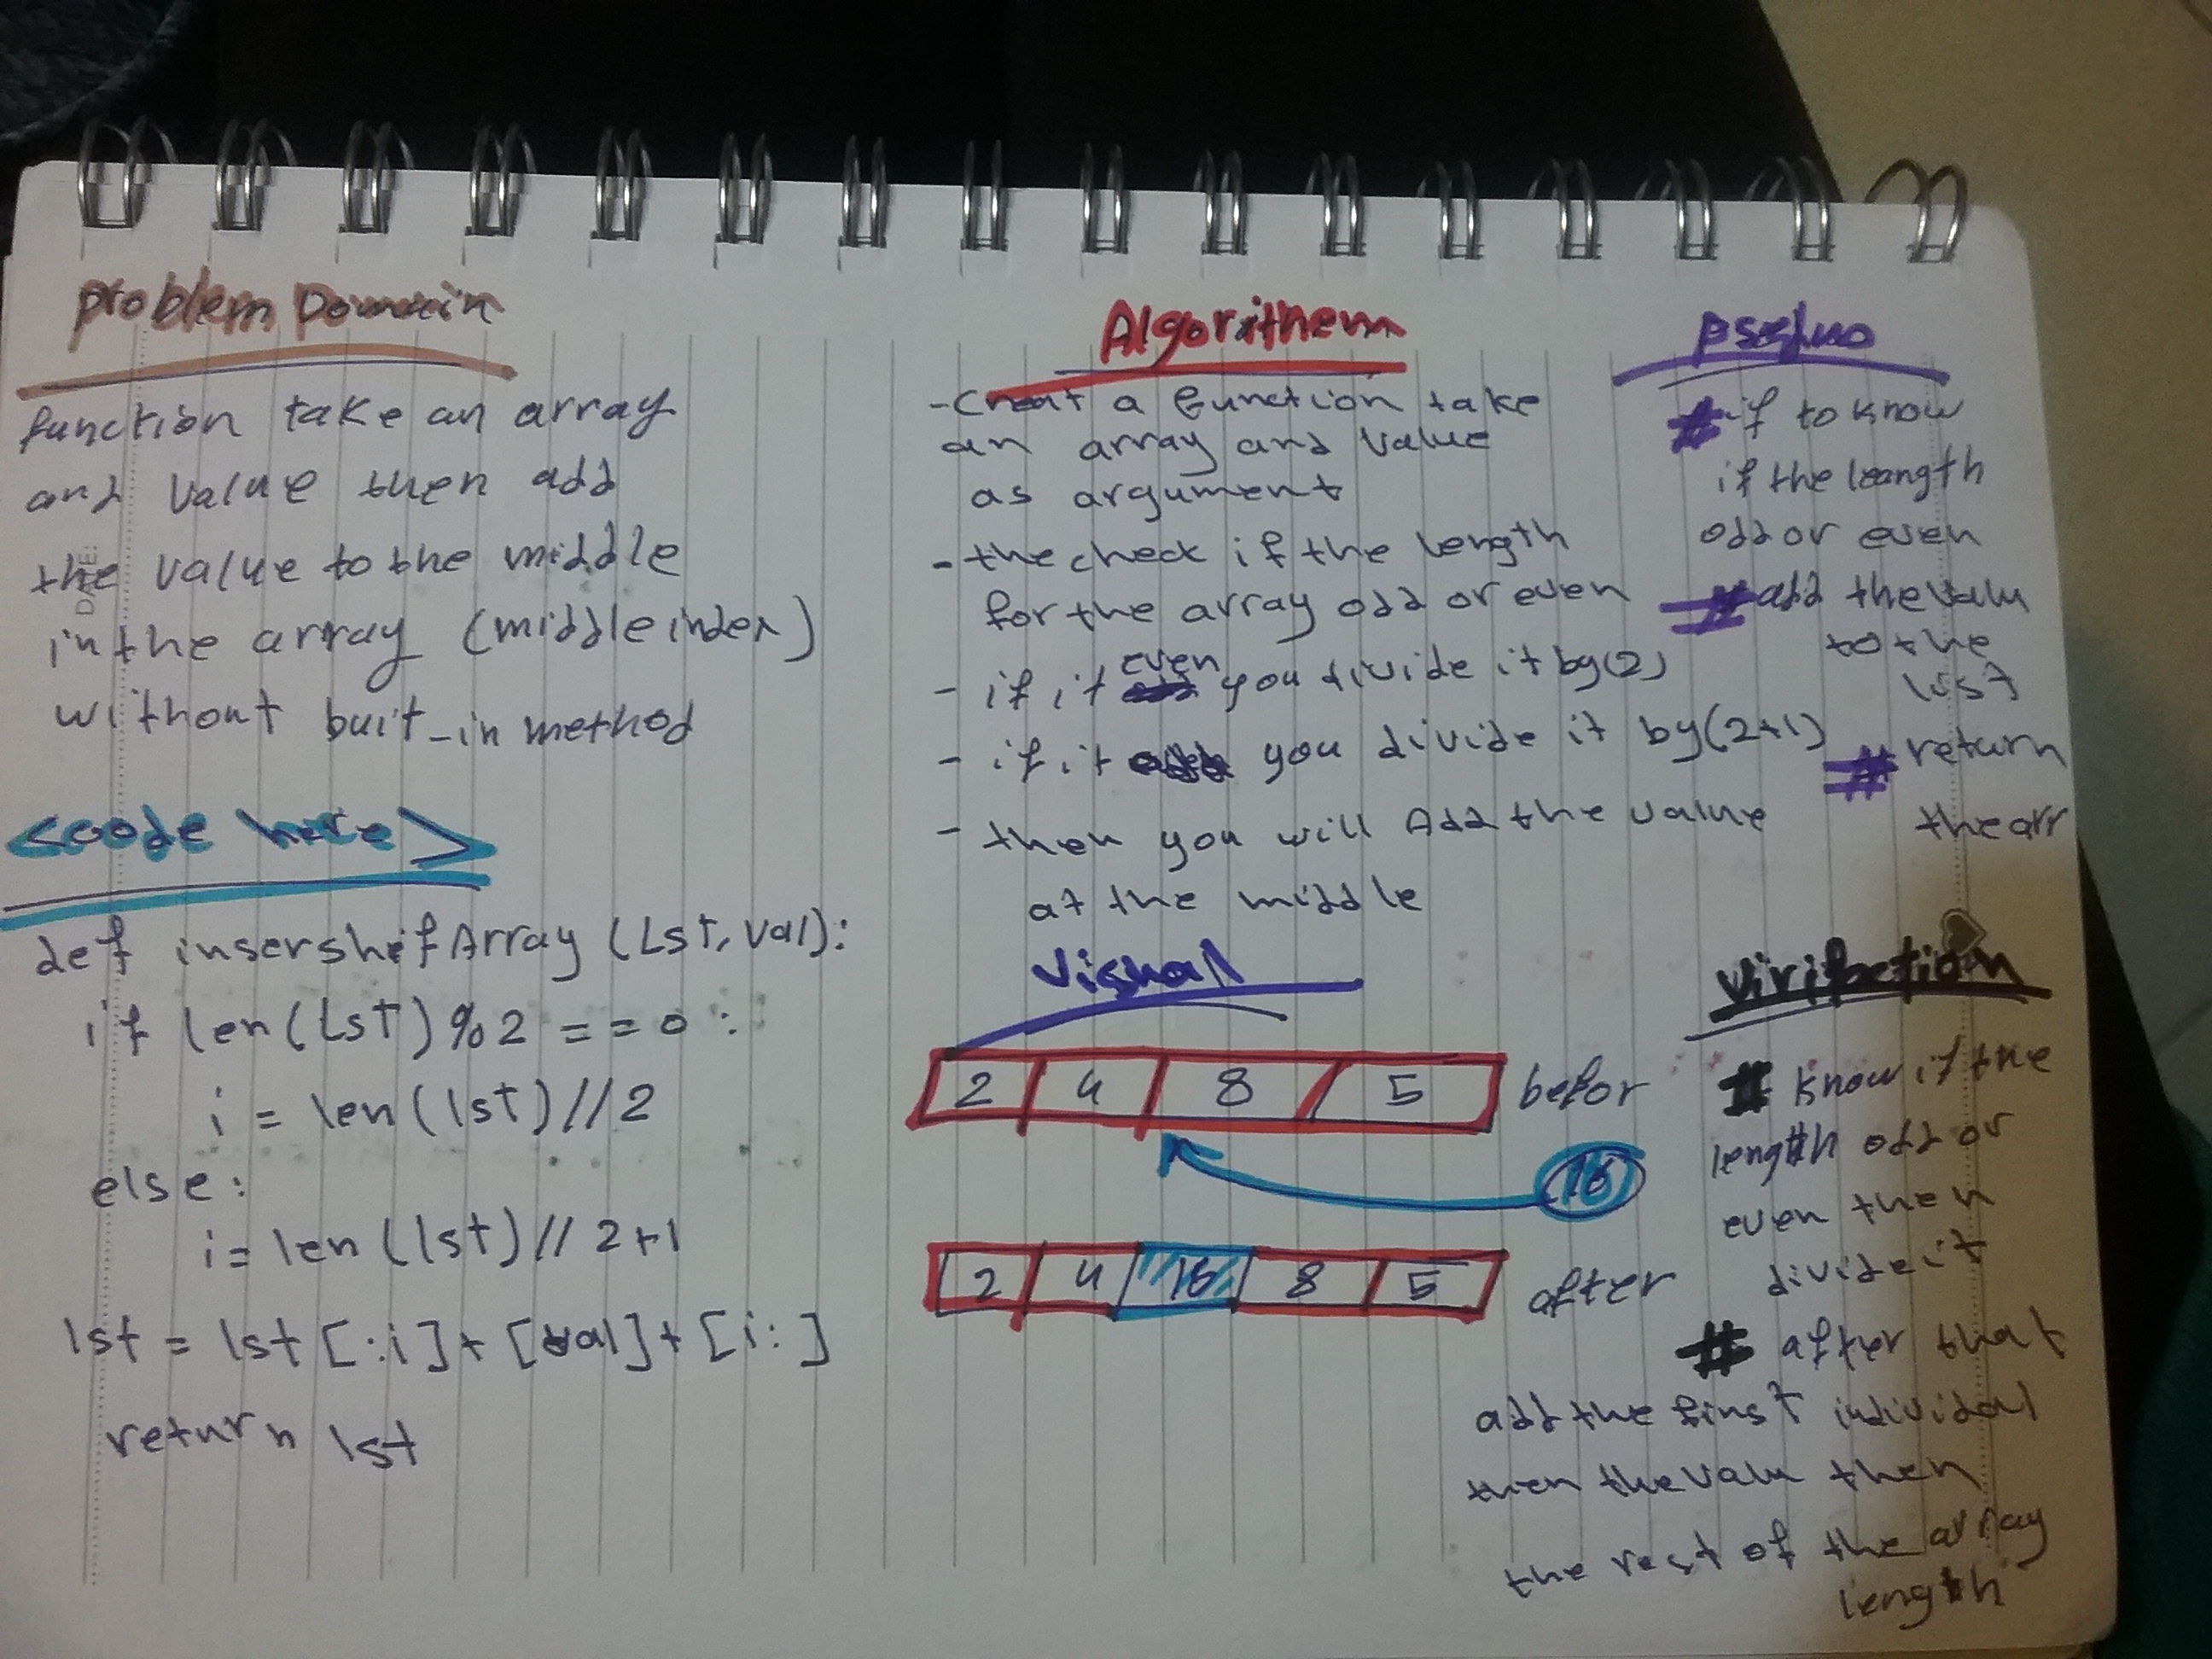 problem Domain
function take an array
and value then add
the value to the middle
in the array (middle index)
without buit-in method
<code here>
def insershifArray (Lst, val):
if len(Lst) % 2 == 0 :
i = len(lst)//2
else:
i = len (lst)// 2+1
lst = lst [:i] + [val] + [i:]
return lst
Algorithem
- Creat a function take
an array and value
as argument
- the check if the length
for the array odd or even
- if it even you divide it by (2)
- if it you divide it by (2+1)
- then you will Add the value
at the middle
Visual
2 4 8 5 befor
16
2 4 16 8 5 after
# if to know
if the leangth
odd or even
# add the valu
to the
list
# return
the arr
Virifection
# know if the
length odd or
even then
divide it
# after that
add the first individal
then the valu then
the rest of the array
length
DATE: